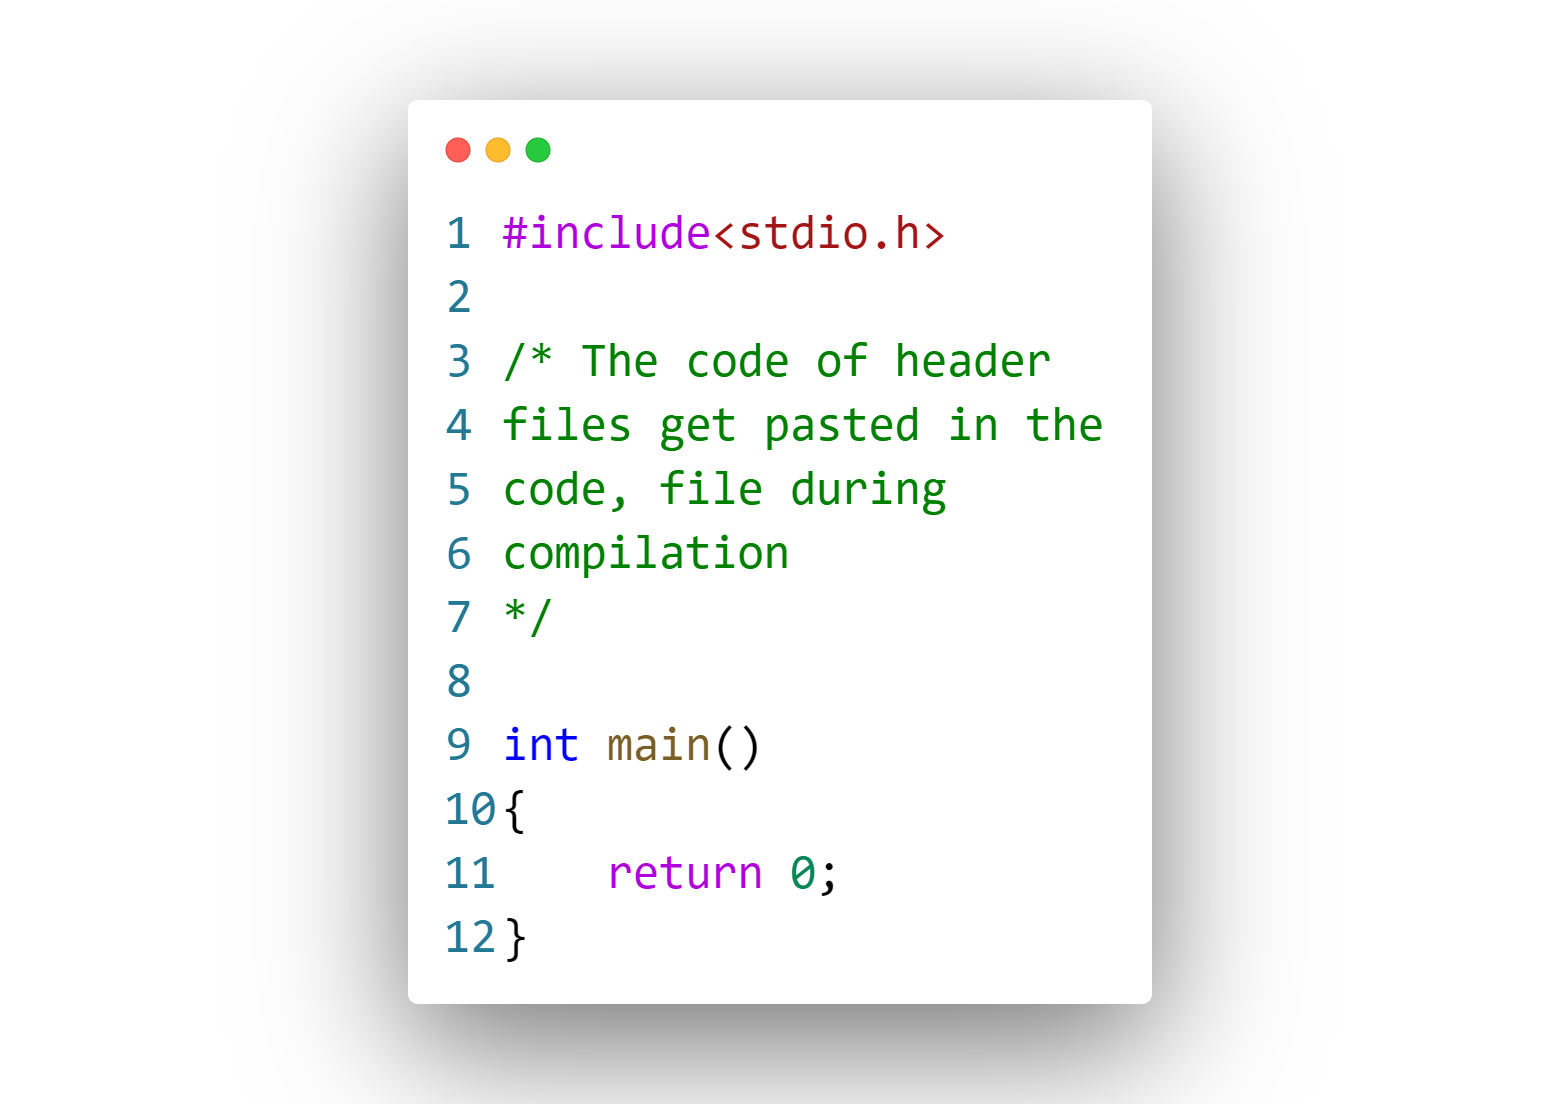 1 #include<stdio.h>
2
3 /* The code of header
4 files get pasted in the
5 code, file during
6 compilation
7 */
8
9 int main()
10{
11    return 0;
12}